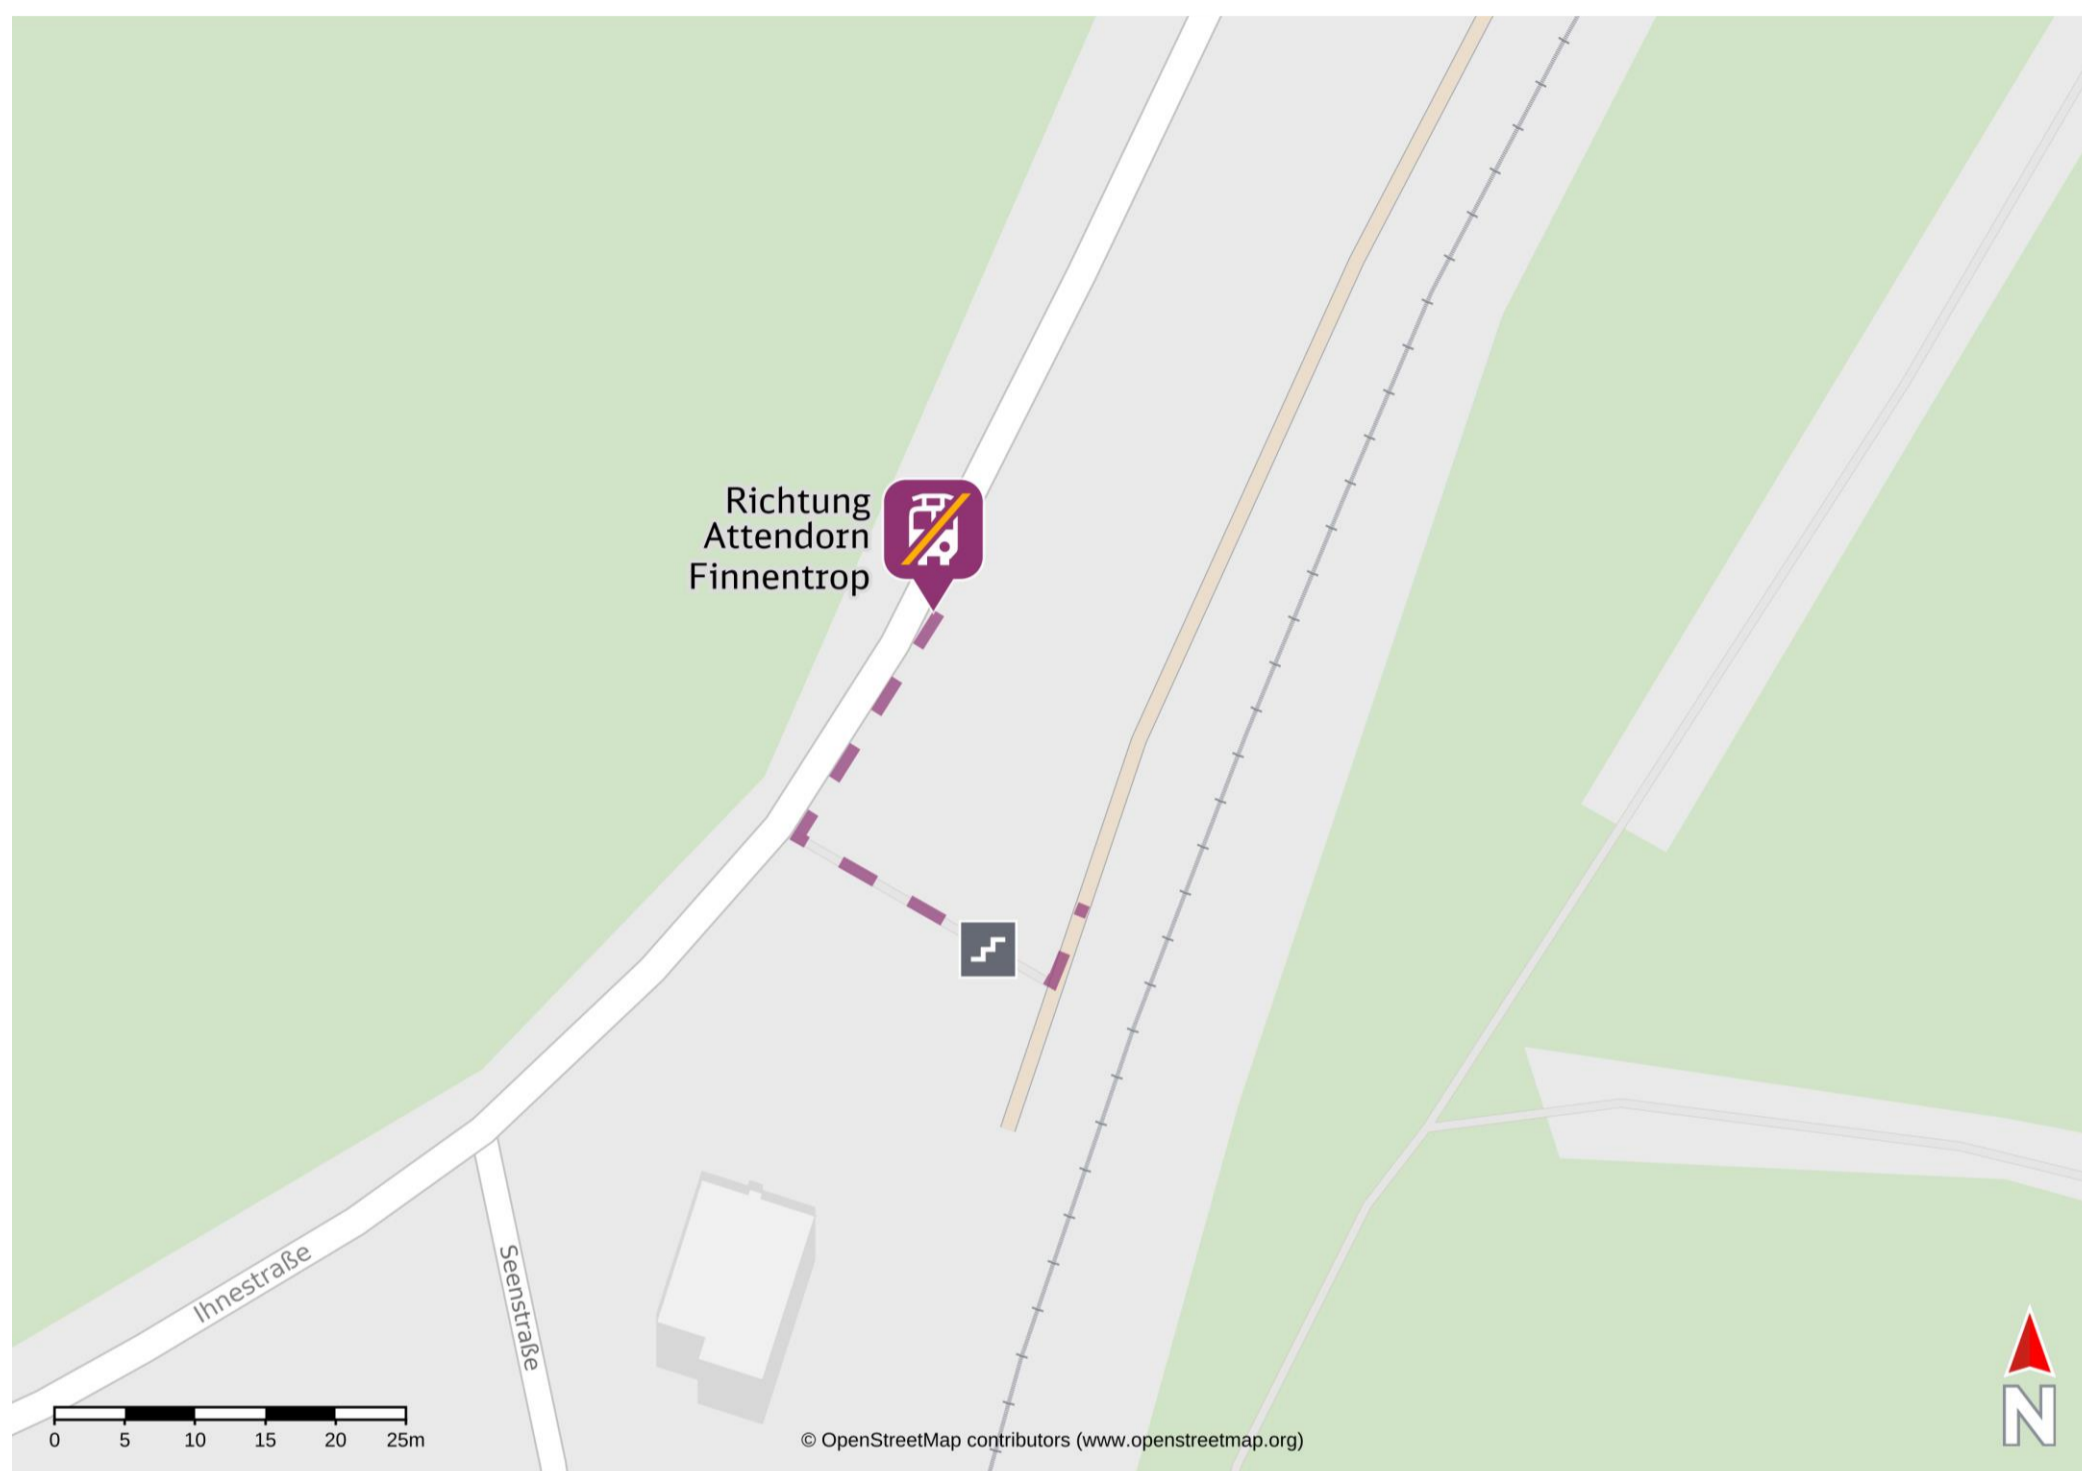 Richtung
Attendorn
Finnentrop
Ihnestraße
Seenstraße
0 5 10 15 20 25m
© OpenStreetMap contributors (www.openstreetmap.org)
N